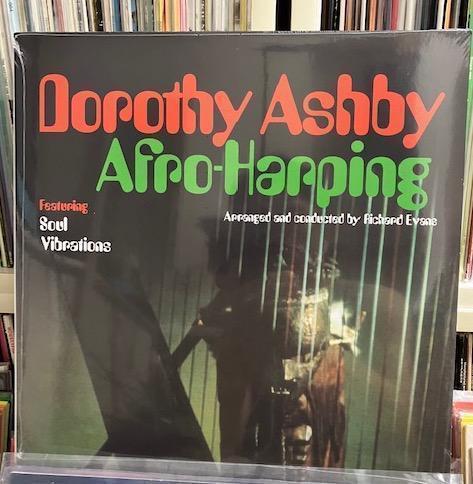 Dorothy Ashby
Afro-Harping
Featuring
Soul
Vibrations
Arranged and conducted by Richard Evans